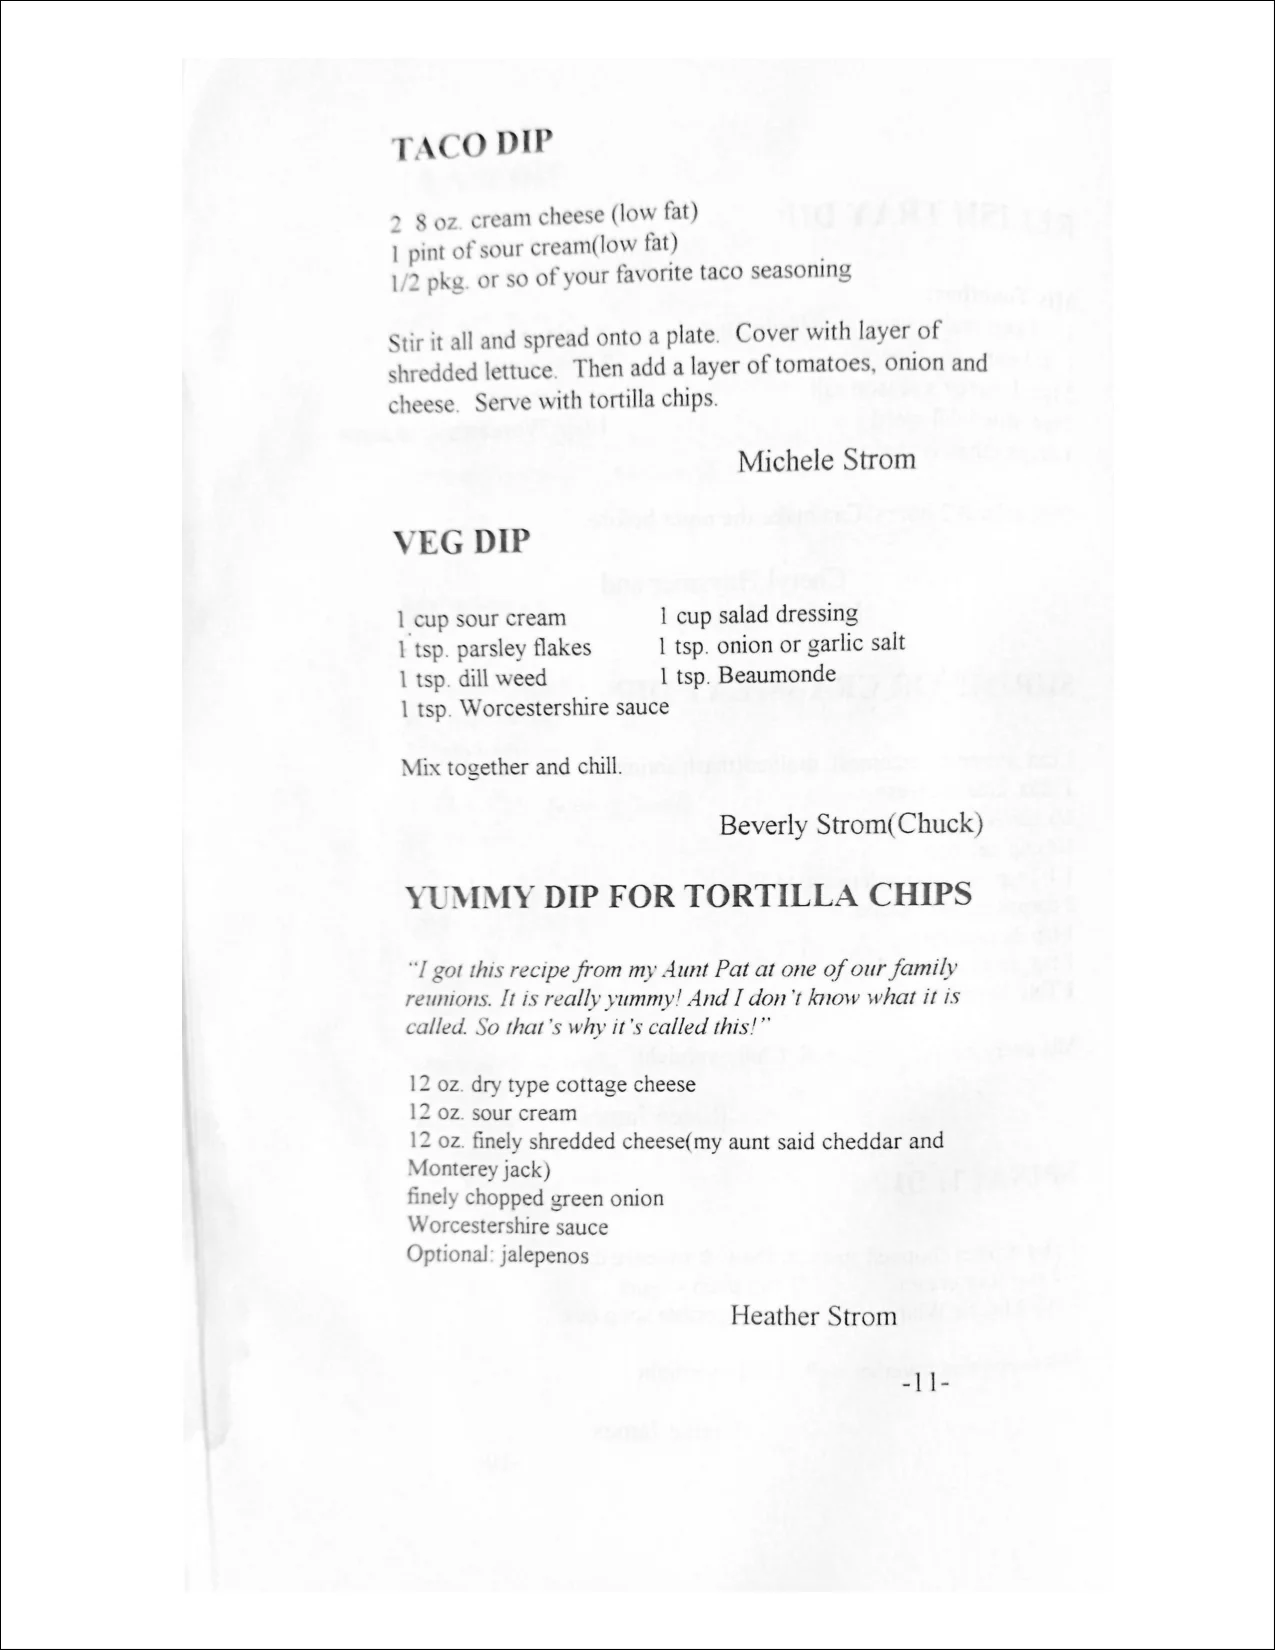 TACO DIP
2 8 oz. cream cheese (low fat)
1 pint of sour cream(low fat)
1/2 pkg. or so of your favorite taco seasoning
Stir it all and spread onto a plate. Cover with layer of
shredded lettuce. Then add a layer of tomatoes, onion and
cheese. Serve with tortilla chips.
Michele Strom
VEG DIP
1 cup sour cream 1 cup salad dressing
1 tsp. parsley flakes 1 tsp. onion or garlic salt
1 tsp. dill weed 1 tsp. Beaumonde
1 tsp. Worcestershire sauce
Mix together and chill.
Beverly Strom(Chuck)
YUMMY DIP FOR TORTILLA CHIPS
"I got this recipe from my Aunt Pat at one of our family
reunions. It is really yummy! And I don't know what it is
called. So that's why it's called this!"
12 oz. dry type cottage cheese
12 oz. sour cream
12 oz. finely shredded cheese(my aunt said cheddar and
Monterey jack)
finely chopped green onion
Worcestershire sauce
Optional: jalepenos
Heather Strom
-11-